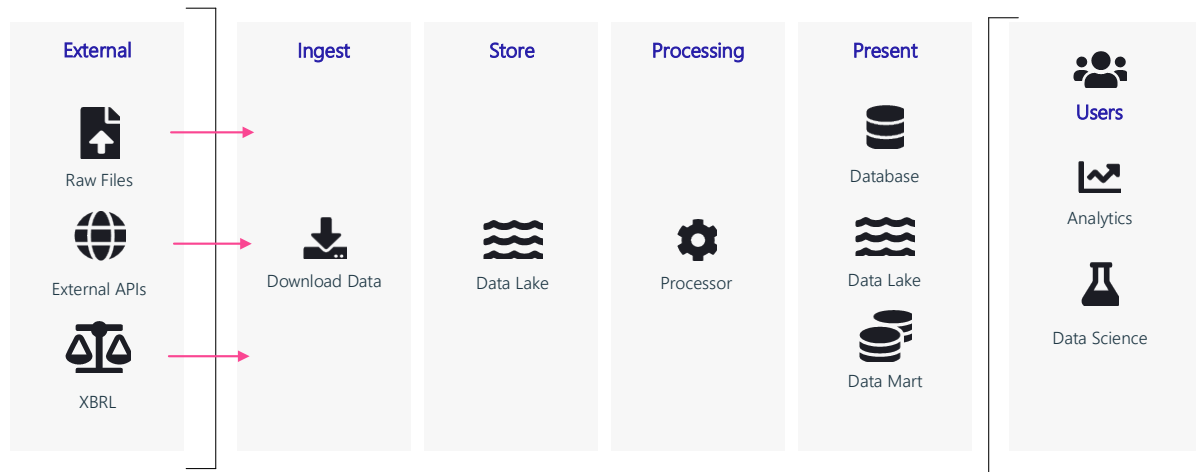 External
Raw Files
External APIs
XBRL
Ingest
Download Data
Store
Data Lake
Processing
Processor
Present
Database
Data Lake
Data Mart
Users
Analytics
Data Science